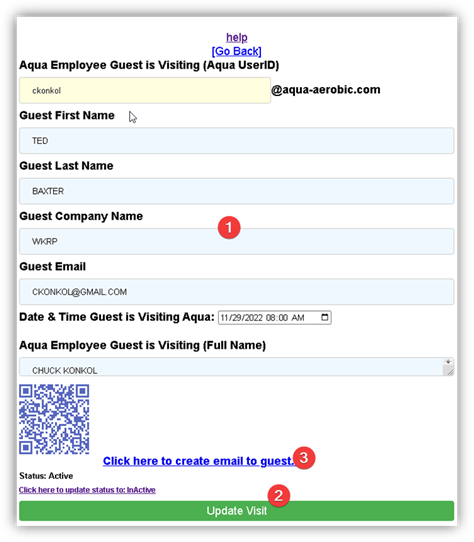 help
[Go Back]
Aqua Employee Guest is Visiting (Aqua UserID)
ckonkol @aqua-aerobic.com
Guest First Name
TED
Guest Last Name
BAXTER
Guest Company Name
1
WKRP
Guest Email
CKONKOL@GMAIL.COM
Date & Time Guest is Visiting Aqua: 11/29/2022 08:00 AM
Aqua Employee Guest is Visiting (Full Name)
CHUCK KONKOL
Click here to create email to guest. 3
Status: Active
Click here to update status to: InActive
2
Update Visit